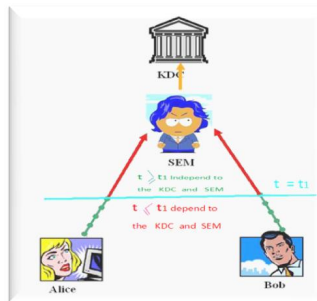 KDC
SEM
t ⩾ t1 Independ to
the KDC and SEM
t = t1
t ⩽ t1 depend to
the KDC and SEM
Alice
Bob